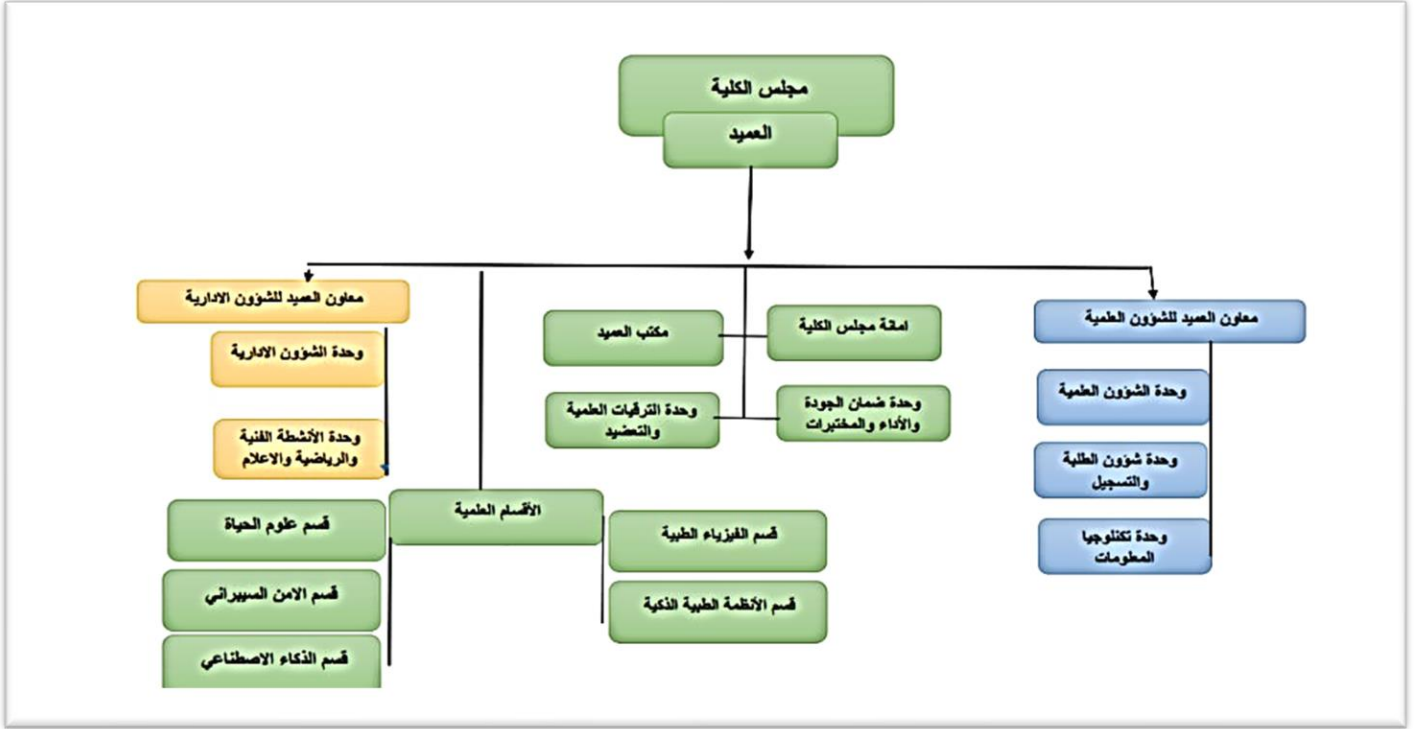 مجلس الكلية
العميد
معاون العميد للشؤون العلمية
وحدة الشؤون العلمية
وحدة شؤون الطلبة
والتسجيل
وحدة تكنلوجيا
المعلومات
امانة مجلس الكلية
مكتب العميد
وحدة ضمان الجودة
والأداء والمختبرات
وحدة الترقيات العلمية
والتعضيد
معاون العميد للشؤون الادارية
وحدة الشؤون الادارية
وحدة الأنشطة الفنية
والرياضية والاعلام
الأقسام العلمية
قسم الفيزياء الطبية
قسم الأنظمة الطبية الذكية
قسم علوم الحياة
قسم الامن السيبراني
قسم الذكاء الاصطناعي